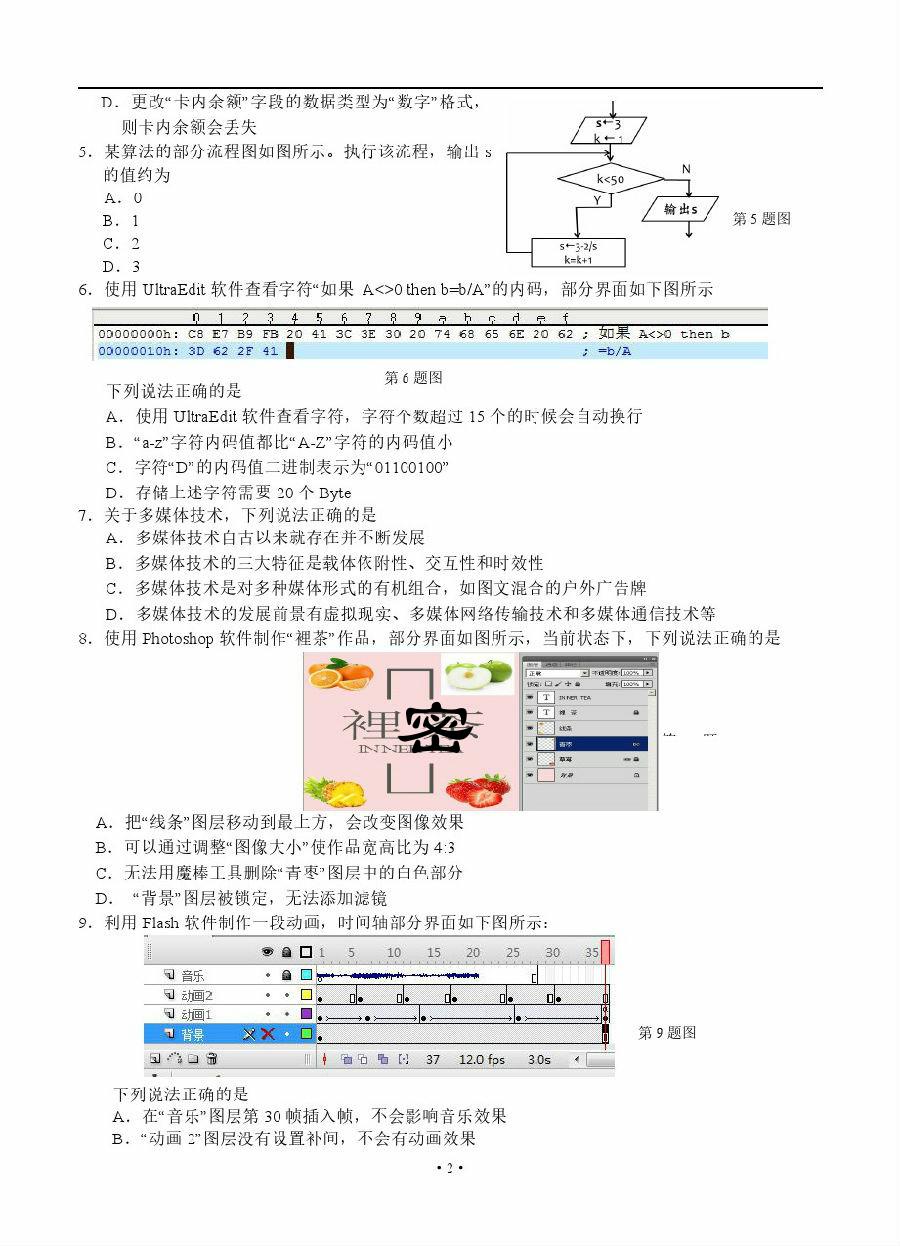 D．更改“卡内余额”字段的数据类型为“数字”格式，
则卡内余额会丢失
5．某算法的部分流程图如图所示。执行该流程，输出 s
的值约为
A．0
B．1
C．2
D．3
s←3
k←1
k<50
N
Y
输出s
s←3-2/s
k=k+1
第 5 题图
6．使用 UltraEdit 软件查看字符“如果 A<>0 then b=b/A”的内码，部分界面如下图所示
0 1 2 3 4 5 6 7 8 9 a b c d e f
00000000h: C8 E7 B9 FB 20 41 3C 3E 30 20 74 68 65 6E 20 62 ; 如果 A<>0 then b
00000010h: 3D 62 2F 41 ; =b/A
第 6 题图
下列说法正确的是
A．使用 UltraEdit 软件查看字符，字符个数超过 15 个的时候会自动换行
B．“a-z”字符内码值都比“A-Z”字符的内码值小
C．字符“D”的内码值二进制表示为“01100100”
D．存储上述字符需要 20 个 Byte
7．关于多媒体技术，下列说法正确的是
A．多媒体技术自古以来就存在并不断发展
B．多媒体技术的三大特征是载体依附性、交互性和时效性
C．多媒体技术是对多种媒体形式的有机组合，如图文混合的户外广告牌
D．多媒体技术的发展前景有虚拟现实、多媒体网络传输技术和多媒体通信技术等
8．使用 Photoshop 软件制作“裡茶”作品，部分界面如图所示，当前状态下，下列说法正确的是
裡 茶
密
INNER TEA
正常
不透明度: 100%
锁定:
填充: 100%
T INNER TEA
T 裡 茶
线条
青枣
草莓
背景
A．把“线条”图层移动到最上方，会改变图像效果
B．可以通过调整“图像大小”使作品宽高比为 4:3
C．无法用魔棒工具删除“青枣”图层中的白色部分
D．“背景”图层被锁定，无法添加滤镜
9．利用 Flash 软件制作一段动画，时间轴部分界面如下图所示：
1 5 10 15 20 25 30 35
音乐
动画2
动画1
背景
37 12.0 fps 3.0s
第 9 题图
下列说法正确的是
A．在“音乐”图层第 30 帧插入帧，不会影响音乐效果
B．“动画 2”图层没有设置补间，不会有动画效果
· 2 ·